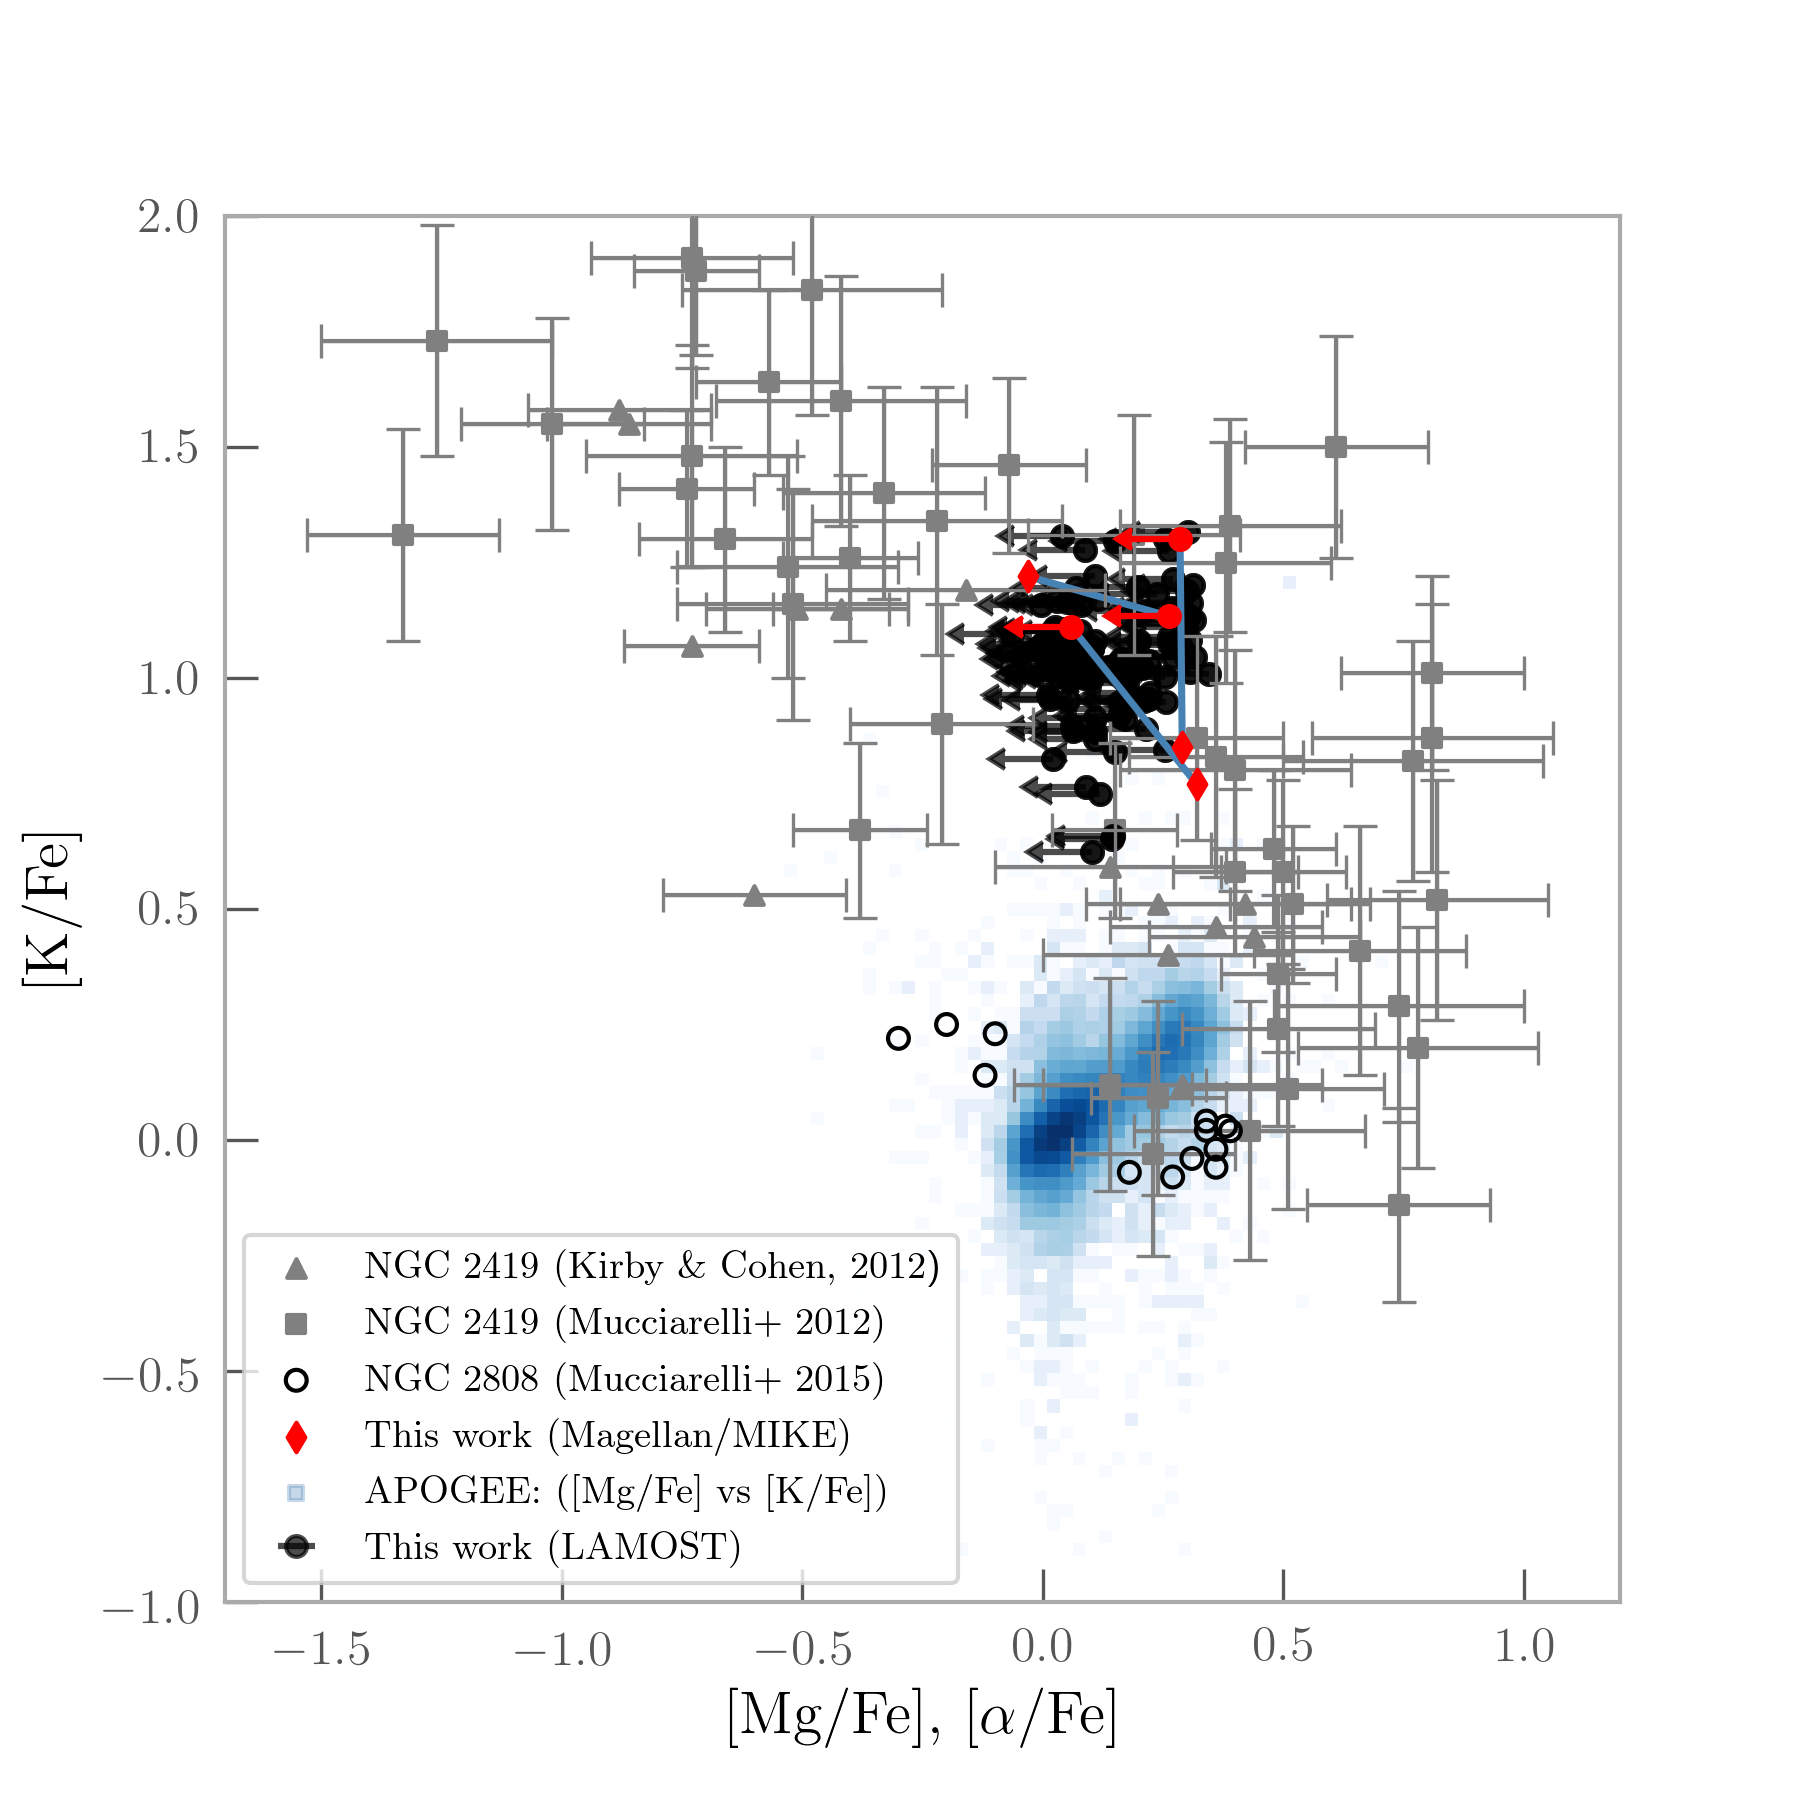 2.0
1.5
1.0
0.5
0.0
−0.5
−1.0
[K/Fe]
NGC 2419 (Kirby & Cohen, 2012)
NGC 2419 (Mucciarelli+ 2012)
NGC 2808 (Mucciarelli+ 2015)
This work (Magellan/MIKE)
APOGEE: ([Mg/Fe] vs [K/Fe])
This work (LAMOST)
−1.5 −1.0 −0.5 0.0 0.5 1.0
[Mg/Fe], [α/Fe]